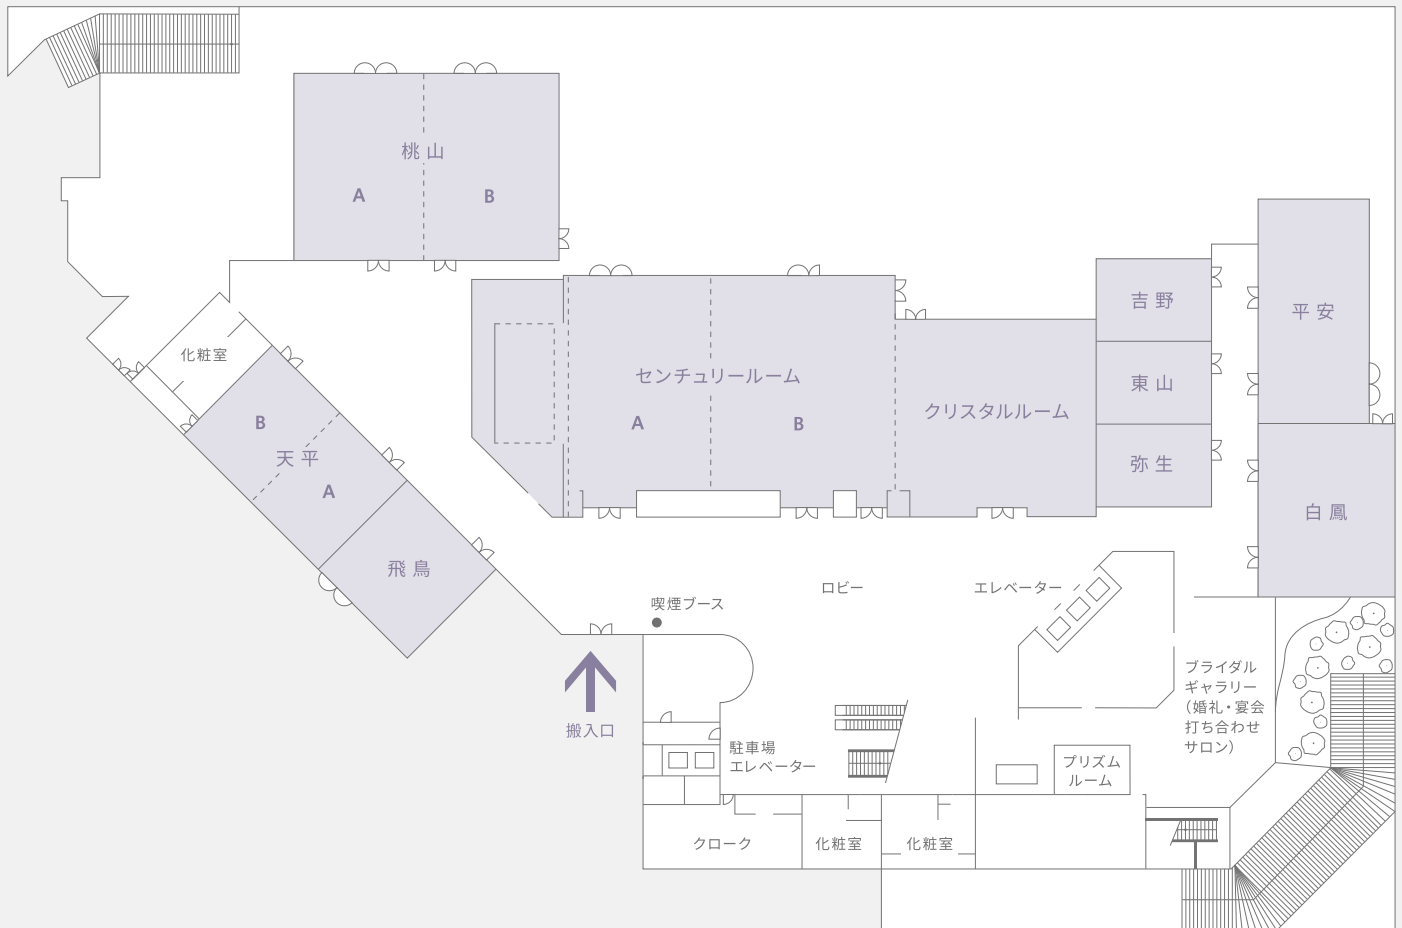 桃山
A
B
吉野
平安
東山
弥生
化粧室
センチュリールーム
A
B
クリスタルルーム
B
天平
A
白鳳
飛鳥
喫煙ブース
ロビー
エレベーター
搬入口
ブライダル
ギャラリー
(婚礼・宴会
打ち合わせ
サロン)
駐車場
エレベーター
プリズム
ルーム
クローク
化粧室
化粧室